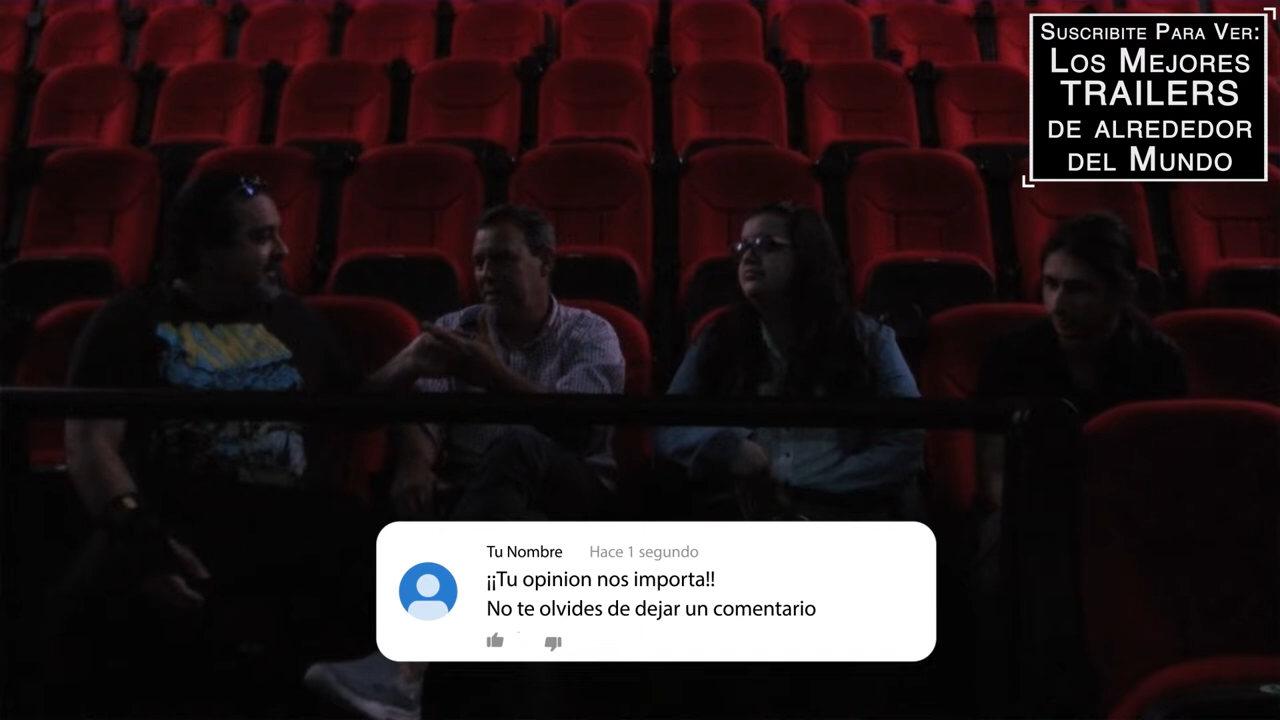 SUSCRIBITE PARA VER:
LOS MEJORES
TRAILERS
DE ALREDEDOR
DEL MUNDO
Tu Nombre Hace 1 segundo
¡¡Tu opinion nos importa!!
No te olvides de dejar un comentario